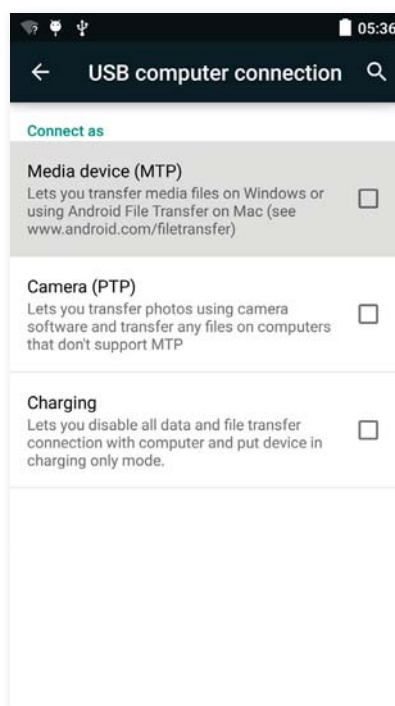 05:36
USB computer connection
Connect as
Media device (MTP)
Lets you transfer media files on Windows or
using Android File Transfer on Mac (see
www.android.com/filetransfer)
Camera (PTP)
Lets you transfer photos using camera
software and transfer any files on computers
that don't support MTP
Charging
Lets you disable all data and file transfer
connection with computer and put device in
charging only mode.